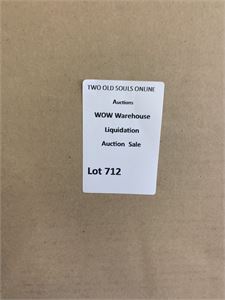 TWO OLD SOULS ONLINE
Auctions
WOW Warehouse
Liquidation
Auction Sale
Lot 712